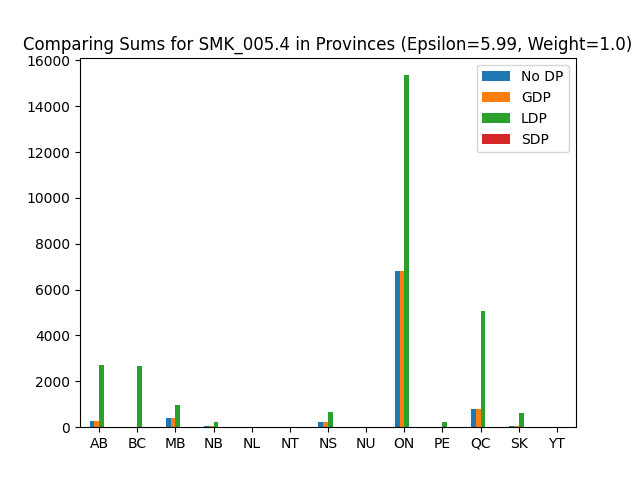 Comparing Sums for SMK_005.4 in Provinces (Epsilon=5.99, Weight=1.0)
16000
14000
12000
10000
8000
6000
4000
2000
0
No DP
GDP
LDP
SDP
AB BC MB NB NL NT NS NU ON PE QC SK YT